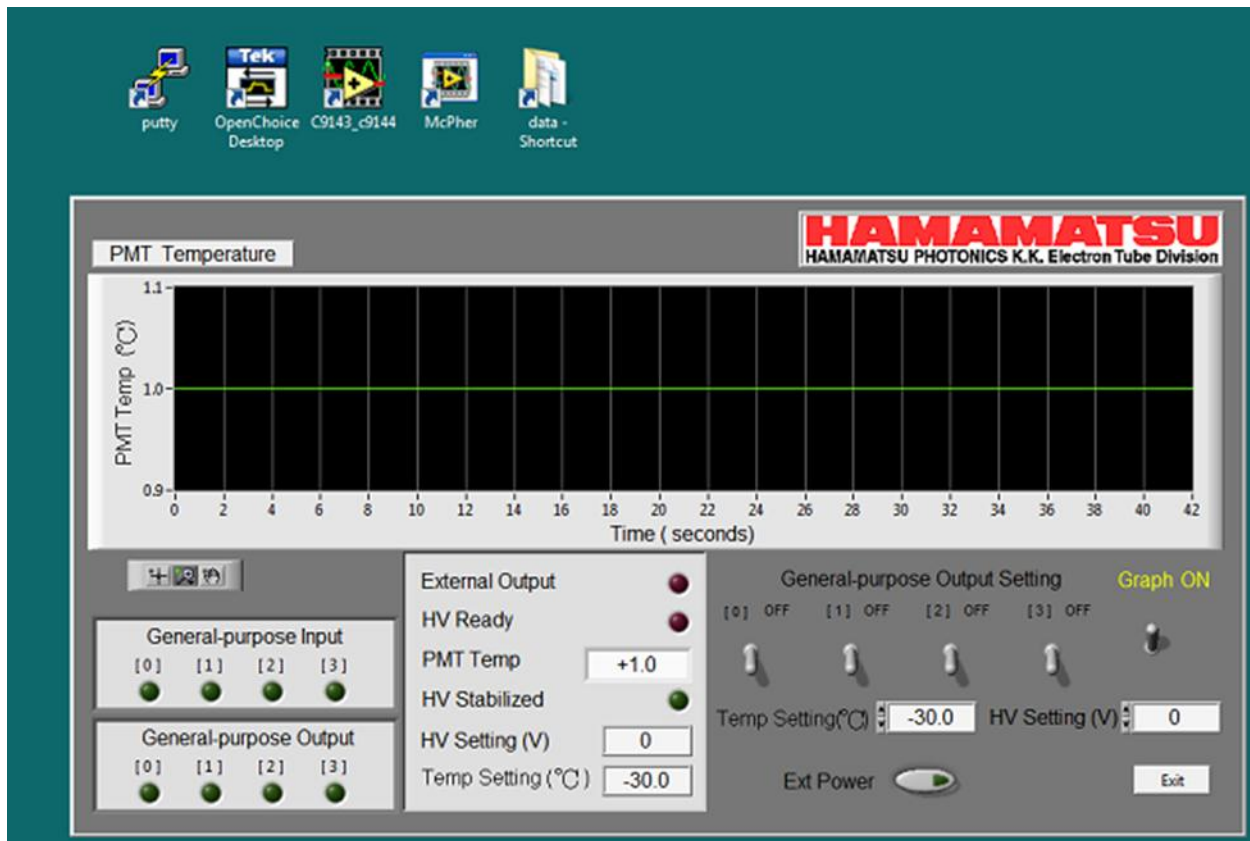 putty
OpenChoice Desktop
C9143_c9144
McPher
data - Shortcut
Tek
HAMAMATSU
HAMAMATSU PHOTONICS K.K. Electron Tube Division
PMT Temperature
PMT Temp (℃)
1.1
1.0
0.9
0 2 4 6 8 10 12 14 16 18 20 22 24 26 28 30 32 34 36 38 40 42
Time ( seconds)
General-purpose Input
[0] [1] [2] [3]
General-purpose Output
[0] [1] [2] [3]
External Output
HV Ready
PMT Temp +1.0
HV Stabilized
HV Setting (V) 0
Temp Setting (℃) -30.0
General-purpose Output Setting
Graph ON
[0] OFF [1] OFF [2] OFF [3] OFF
Temp Setting(℃) -30.0 HV Setting (V) 0
Ext Power
Exit